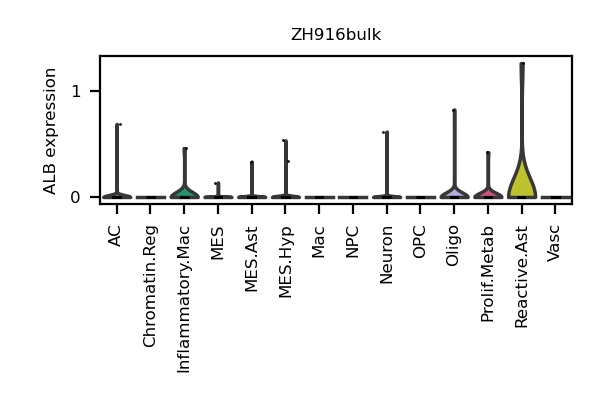 ZH916bulk
ALB expression
1
0
AC
Chromatin.Reg
Inflammatory.Mac
MES
MES.Ast
MES.Hyp
Mac
NPC
Neuron
OPC
Oligo
Prolif.Metab
Reactive.Ast
Vasc